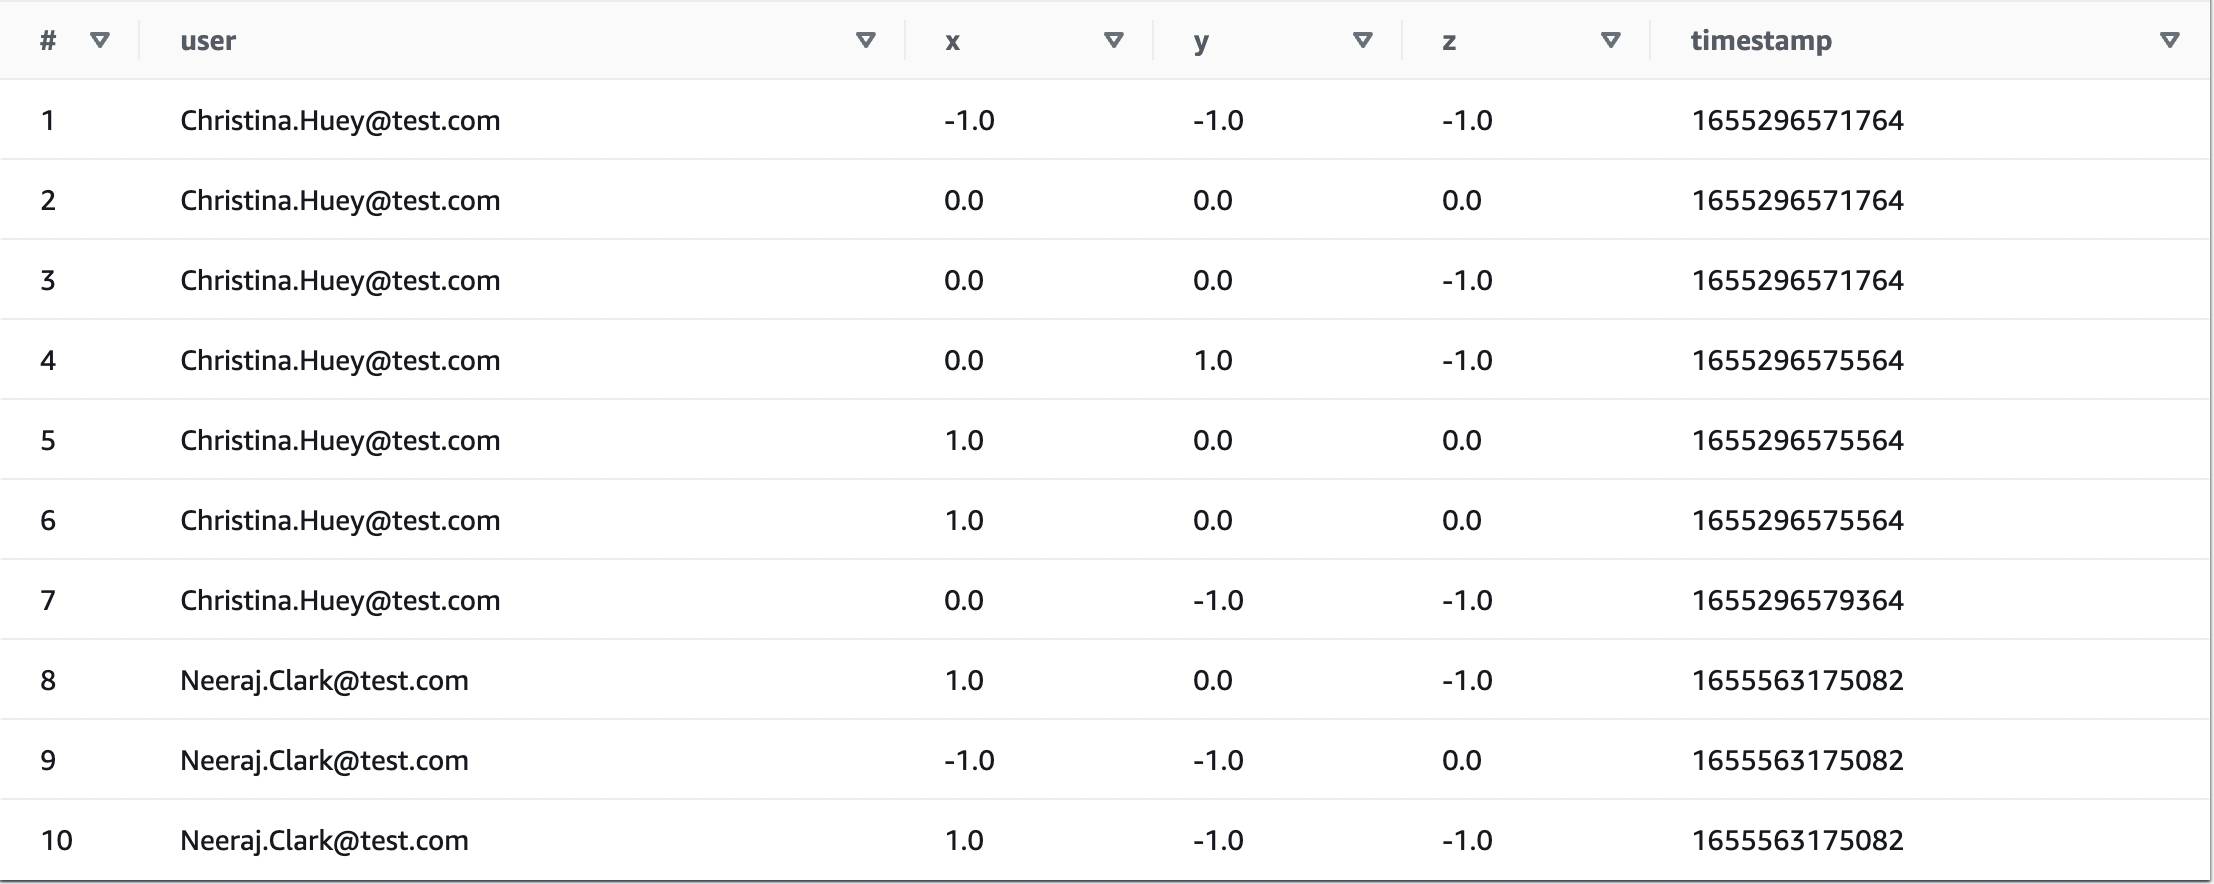 # user x y z timestamp
1 Christina.Huey@test.com -1.0 -1.0 -1.0 1655296571764
2 Christina.Huey@test.com 0.0 0.0 0.0 1655296571764
3 Christina.Huey@test.com 0.0 0.0 -1.0 1655296571764
4 Christina.Huey@test.com 0.0 1.0 -1.0 1655296575564
5 Christina.Huey@test.com 1.0 0.0 0.0 1655296575564
6 Christina.Huey@test.com 1.0 0.0 0.0 1655296575564
7 Christina.Huey@test.com 0.0 -1.0 -1.0 1655296579364
8 Neeraj.Clark@test.com 1.0 0.0 -1.0 1655563175082
9 Neeraj.Clark@test.com -1.0 -1.0 0.0 1655563175082
10 Neeraj.Clark@test.com 1.0 -1.0 -1.0 1655563175082